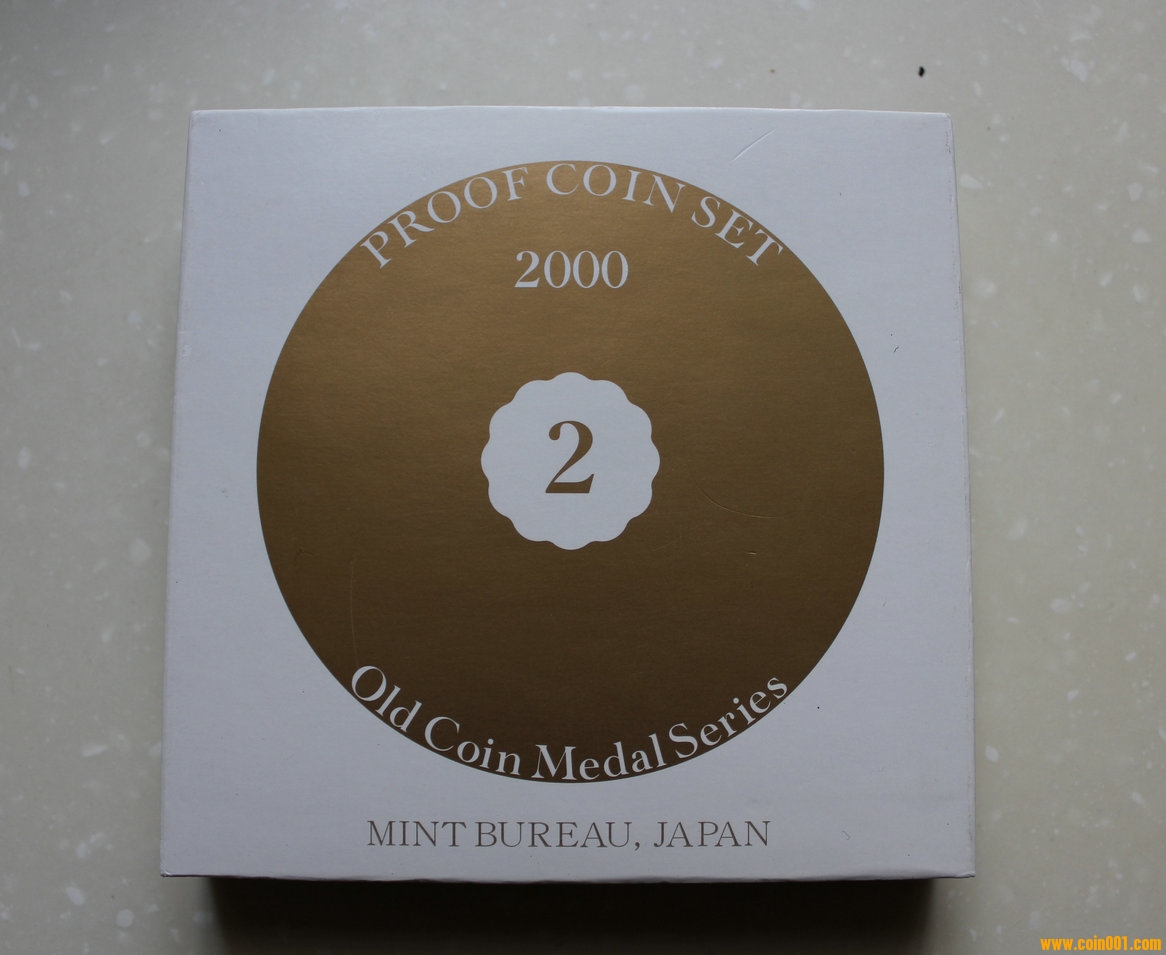 PROOF COIN SET
2000
2
Old Coin Medal Series
MINT BUREAU, JAPAN
www.coin001.com